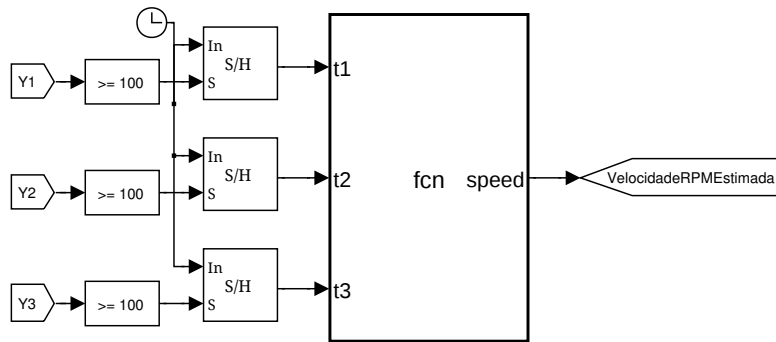 In
S/H
S
Y1
>= 100
t1
In
S/H
S
Y2
>= 100
t2
fcn
speed
VelocidadeRPMEstimada
In
S/H
S
Y3
>= 100
t3